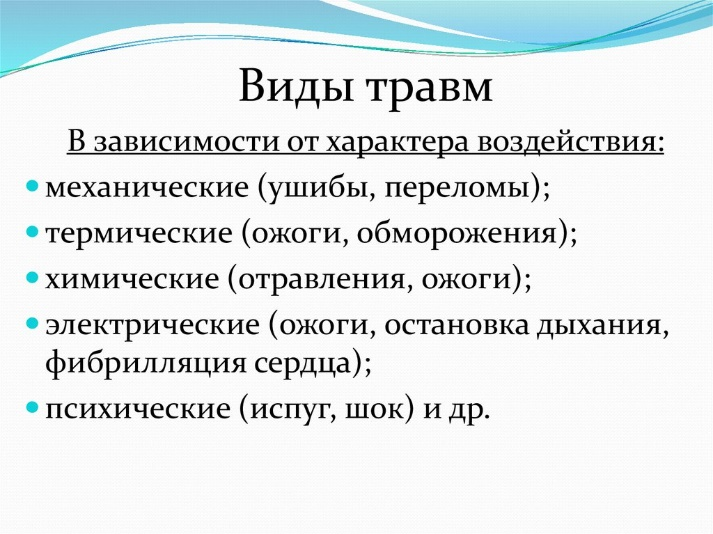 Виды травм
В зависимости от характера воздействия:
механические (ушибы, переломы);
термические (ожоги, обморожения);
химические (отравления, ожоги);
электрические (ожоги, остановка дыхания,
фибрилляция сердца);
психические (испуг, шок) и др.